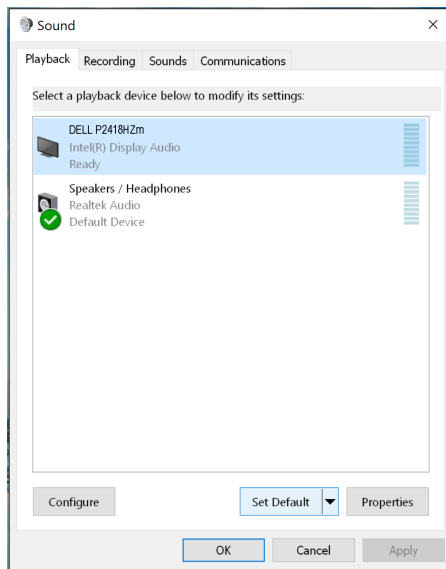 Sound
Playback Recording Sounds Communications
Select a playback device below to modify its settings:
DELL P2418HZm
Intel(R) Display Audio
Ready
Speakers / Headphones
Realtek Audio
Default Device
Configure Set Default Properties
OK Cancel Apply